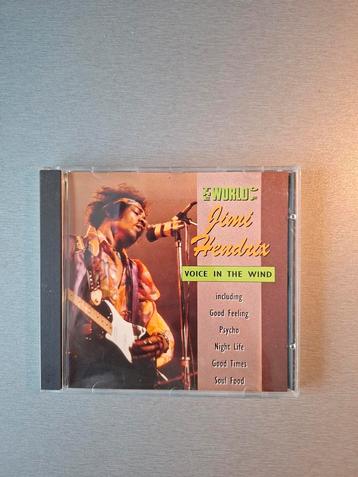 THE WORLD OF
Jimi
Hendrix
VOICE IN THE WIND
including
Good Feeling
Psycho
Night Life
Good Times
Soul Food